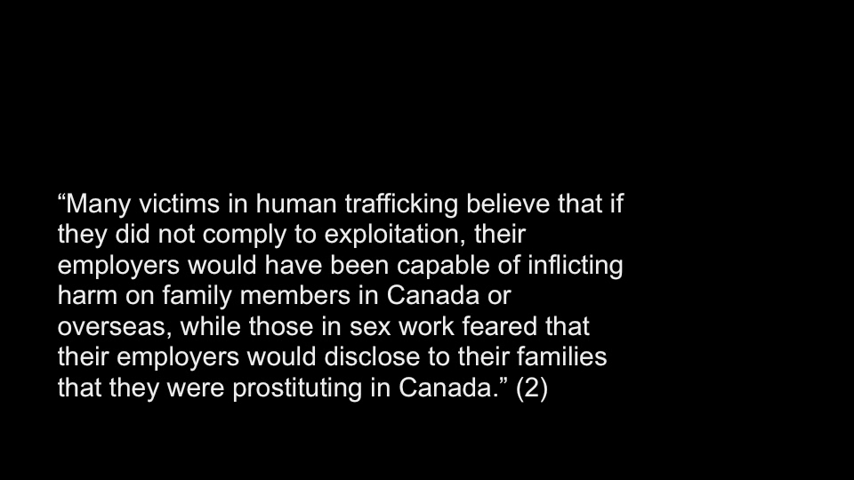 “Many victims in human trafficking believe that if
they did not comply to exploitation, their
employers would have been capable of inflicting
harm on family members in Canada or
overseas, while those in sex work feared that
their employers would disclose to their families
that they were prostituting in Canada.” (2)